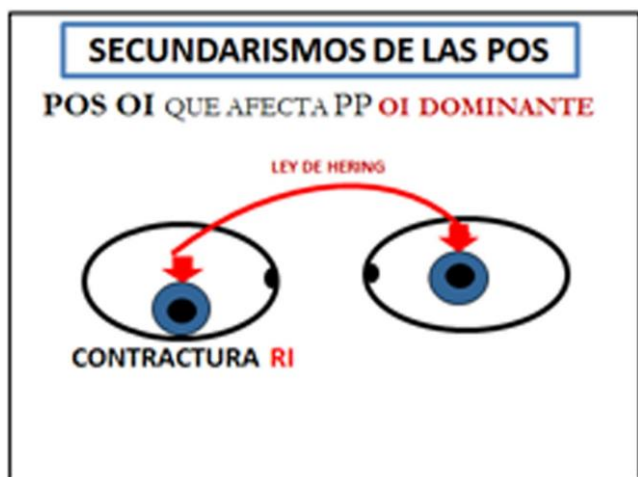 SECUNDARISMOS DE LAS POS
POS OI QUE AFECTA PP OI DOMINANTE
LEY DE HERING
CONTRACTURA RI